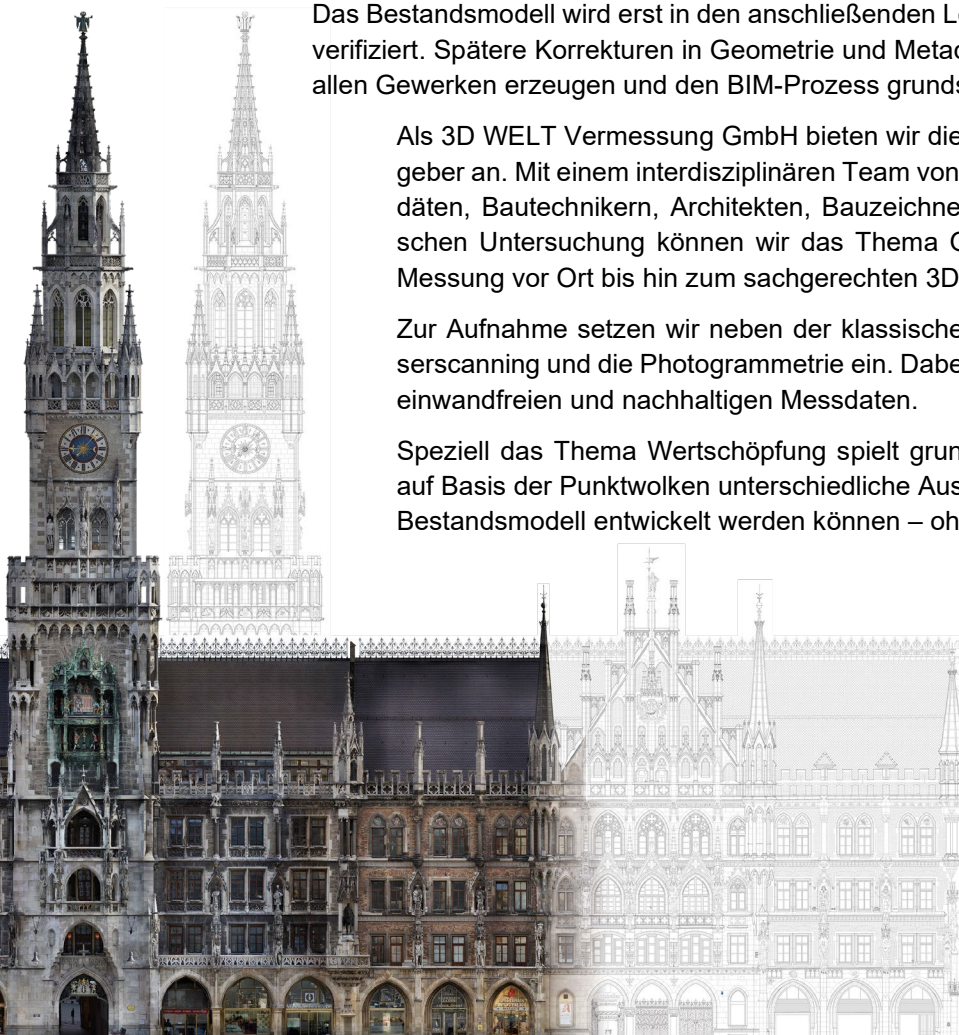 Das Bestandsmodell wird erst in den anschließenden L
verifiziert. Spätere Korrekturen in Geometrie und Meta
allen Gewerken erzeugen und den BIM-Prozess grunds
Als 3D WELT Vermessung GmbH bieten wir die
geber an. Mit einem interdisziplinären Team von
däten, Bautechnikern, Architekten, Bauzeichne
schen Untersuchung können wir das Thema
Messung vor Ort bis hin zum sachgerechten 3D
Zur Aufnahme setzen wir neben der klassische
serscanning und die Photogrammetrie ein. Dabe
einwandfreien und nachhaltigen Messdaten.
Speziell das Thema Wertschöpfung spielt grun
auf Basis der Punktwolken unterschiedliche Aus
Bestandsmodell entwickelt werden können – oh